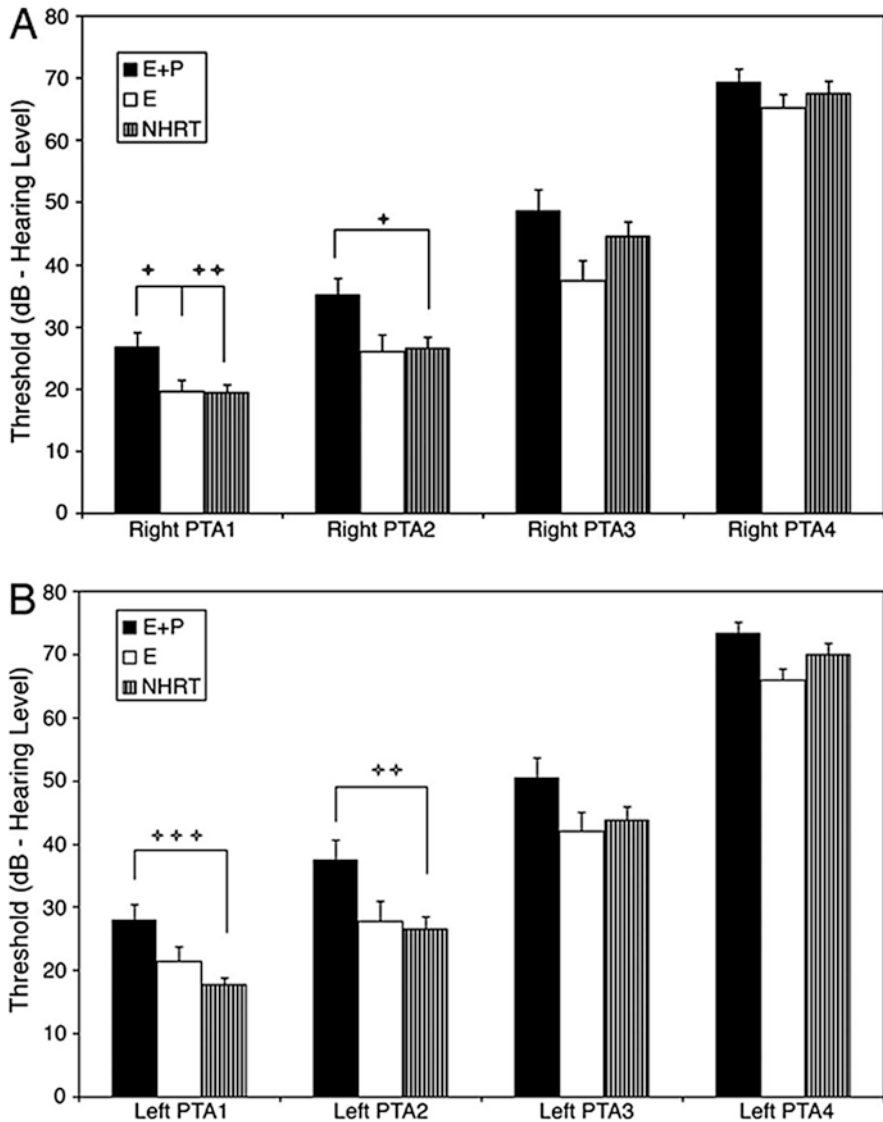 A
80
70
60
50
40
30
20
10
0
Threshold (dB - Hearing Level)
E+P
E
NHRT
Right PTA1
Right PTA2
Right PTA3
Right PTA4
B
80
70
60
50
40
30
20
10
0
Threshold (dB - Hearing Level)
E+P
E
NHRT
Left PTA1
Left PTA2
Left PTA3
Left PTA4